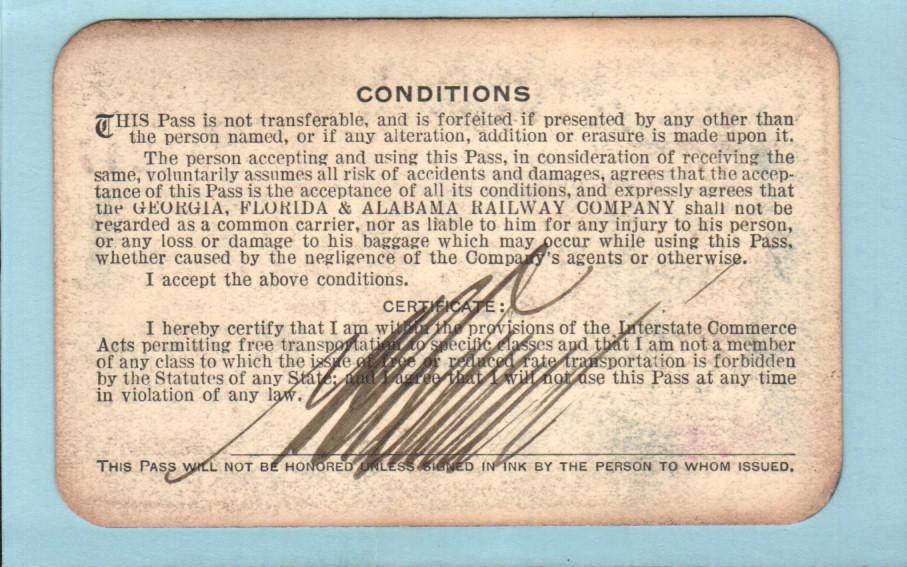 CONDITIONS
THIS Pass is not transferable, and is forfeited if presented by any other than
the person named, or if any alteration, addition or erasure is made upon it.
The person accepting and using this Pass, in consideration of receiving the
same, voluntarily assumes all risk of accidents and damages, agrees that the accep-
tance of this Pass is the acceptance of all its conditions, and expressly agrees that
the GEORGIA, FLORIDA & ALABAMA RAILWAY COMPANY shall not be
regarded as a common carrier, nor as liable to him for any injury to his person,
or any loss or damage to his baggage which may occur while using this Pass,
whether caused by the negligence of the Company's agents or otherwise.
I accept the above conditions.
CERTIFICATE:
I hereby certify that I am within the provisions of the Interstate Commerce
Acts permitting free transportation to specific classes and that I am not a member
of any class to which the issue of free or reduced rate transportation is forbidden
by the Statutes of any State; and I agree that I will not use this Pass at any time
in violation of any law.
THIS PASS WILL NOT BE HONORED UNLESS SIGNED IN INK BY THE PERSON TO WHOM ISSUED.